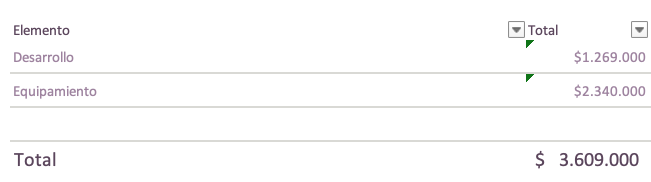 Elemento Total
Desarrollo $1.269.000
Equipamiento $2.340.000
Total $ 3.609.000